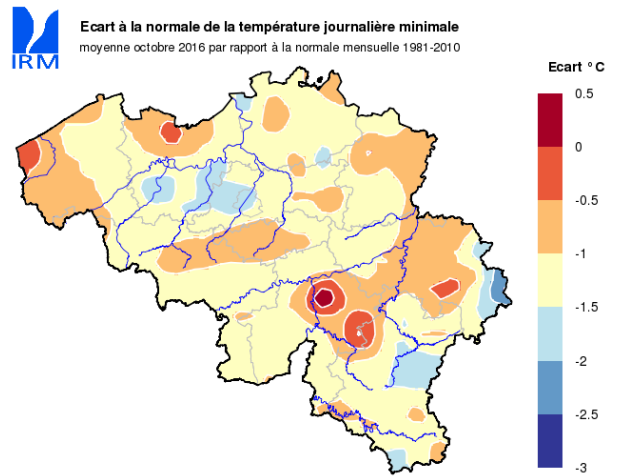 Ecart à la normale de la température journalière minimale
moyenne octobre 2016 par rapport à la normale mensuelle 1981-2010
IRM
Ecart °C
0.5
0
-0.5
-1
-1.5
-2
-2.5
-3